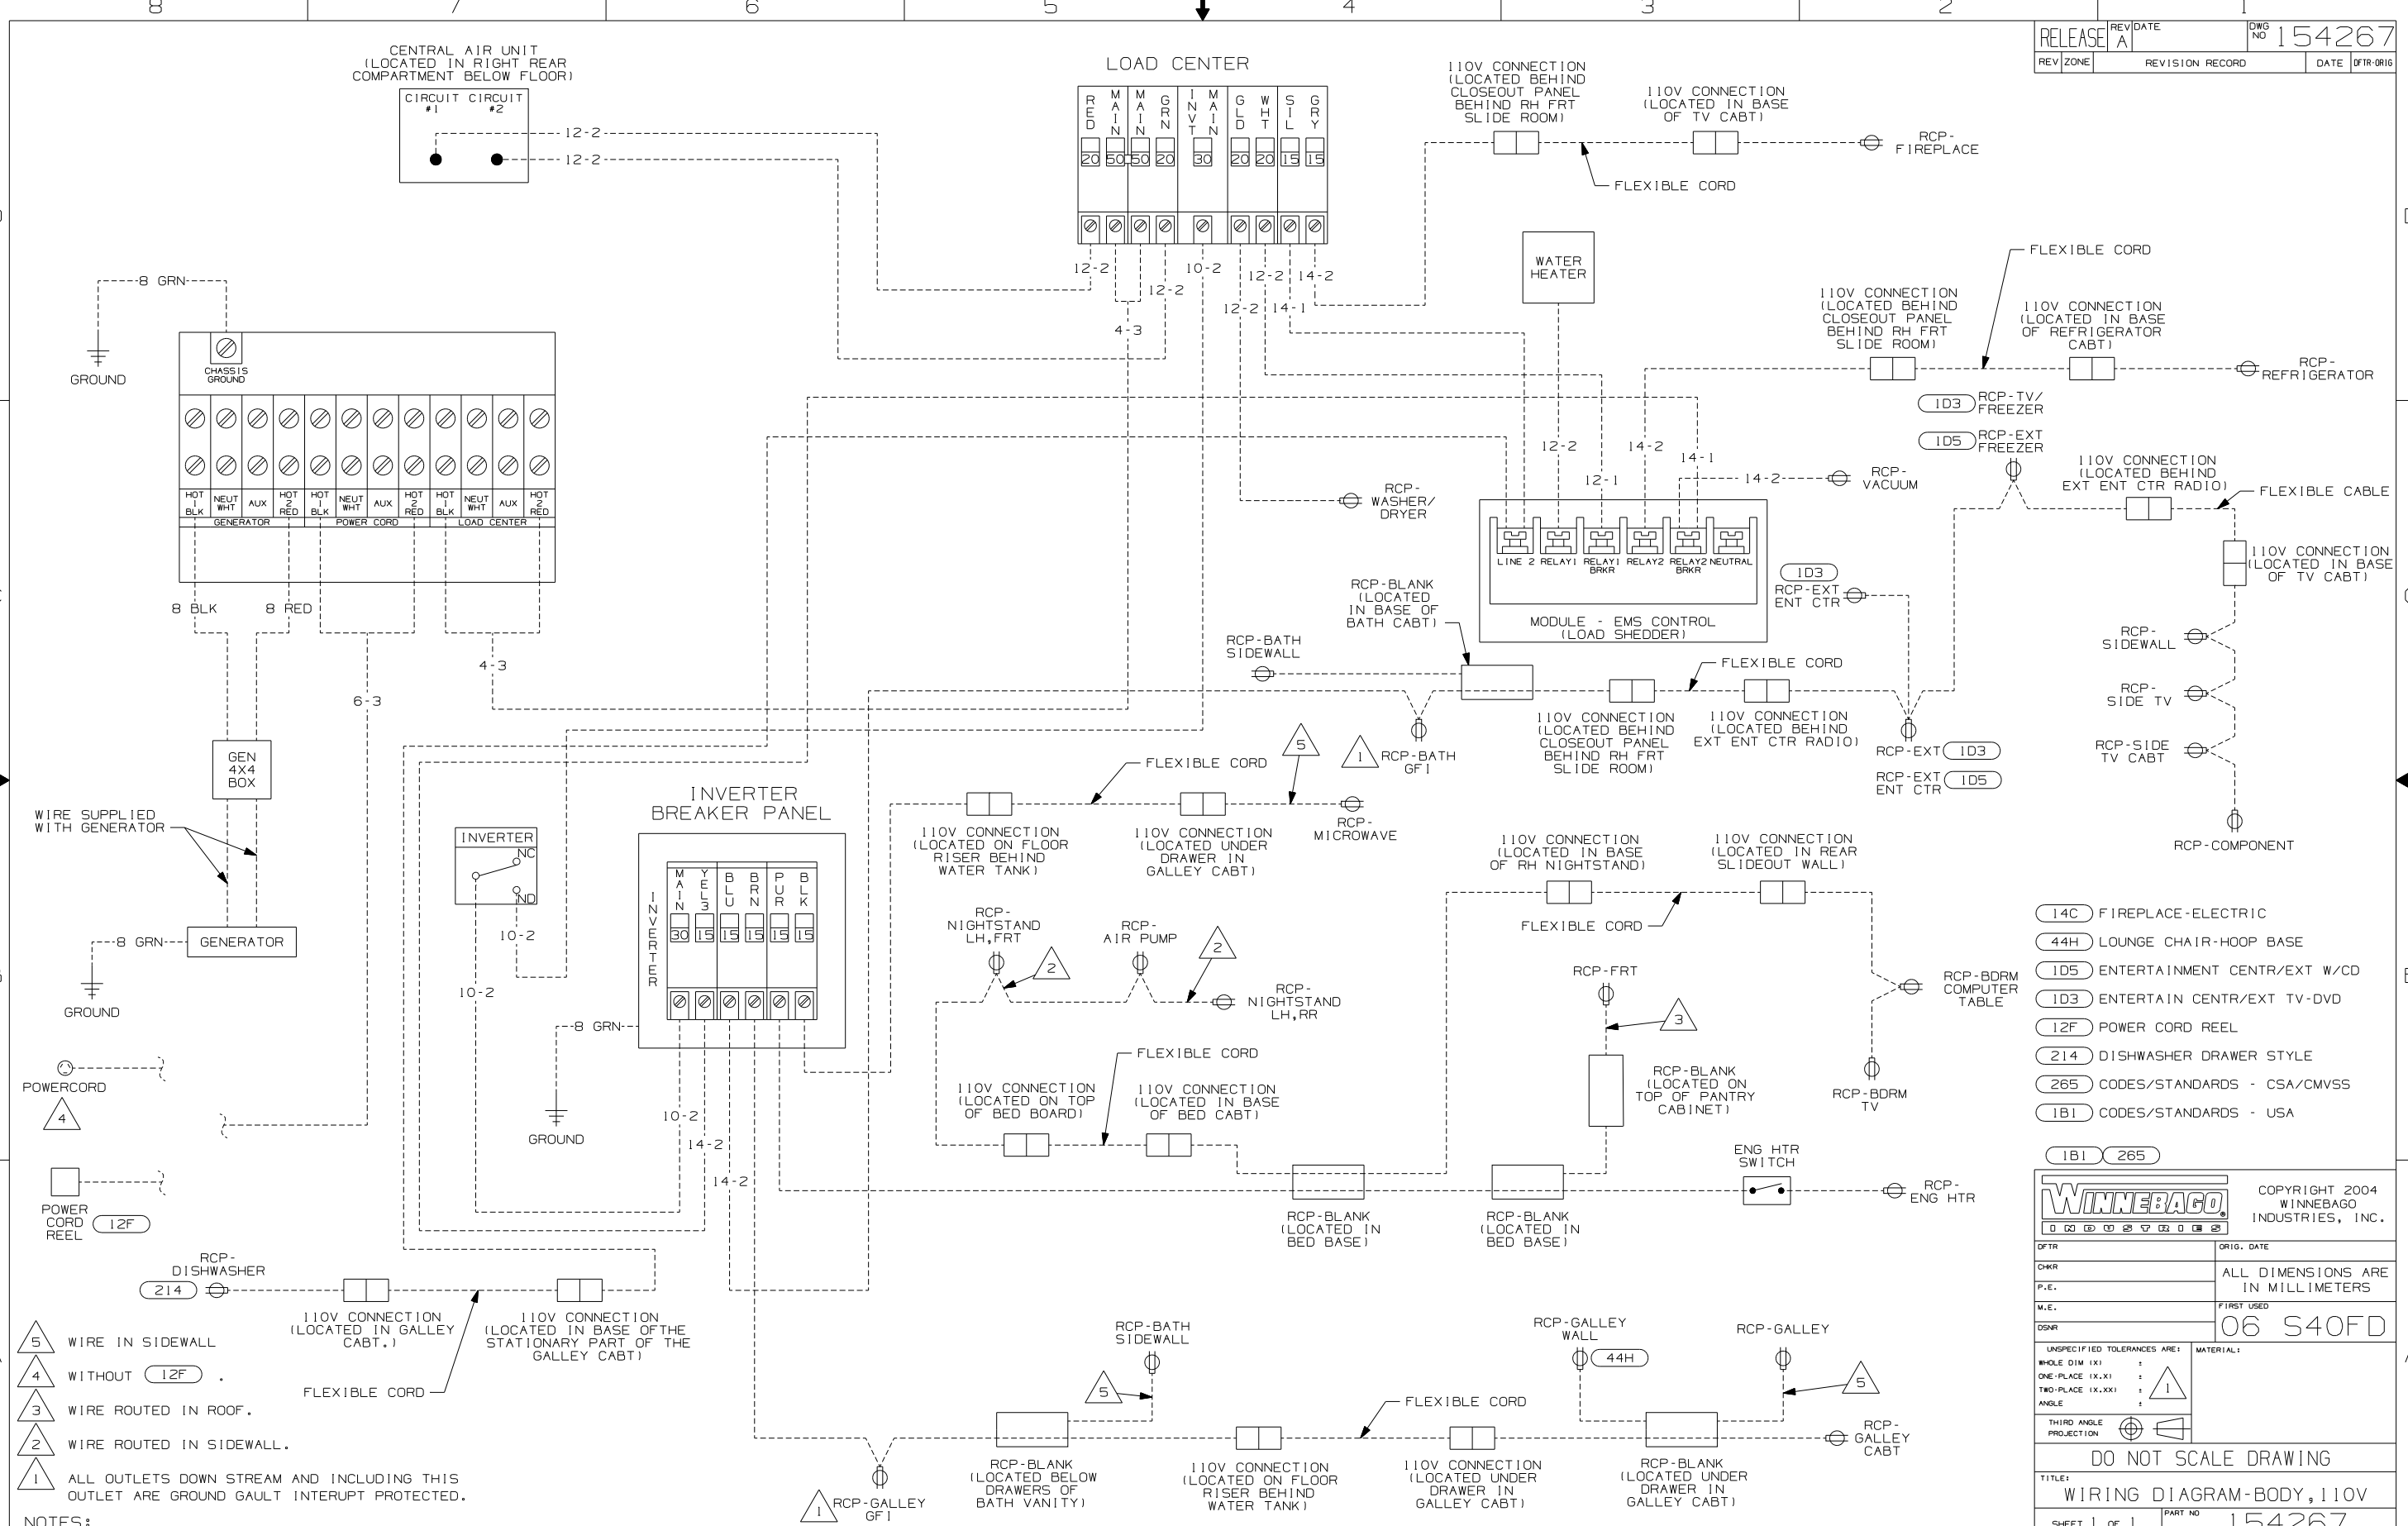 8 7 6 5 4 3 2 1
RELEASE
REV
A
DATE
DWG
NO
154267
REV ZONE REVISION RECORD DATE DFTR-ORIG
CENTRAL AIR UNIT
(LOCATED IN RIGHT REAR
COMPARTMENT BELOW FLOOR)
CIRCUIT CIRCUIT
#1 #2
12-2
12-2
LOAD CENTER
RED MAIN MAIN GRN INVT MAIN GLD WHT SIL GRY
20 50 50 20 30 20 20 15 15
12-2 10-2 12-2 14-2
12-2 12-2 14-1
4-3
110V CONNECTION
(LOCATED BEHIND
CLOSEOUT PANEL
BEHIND RH FRT
SLIDE ROOM)
110V CONNECTION
(LOCATED IN BASE
OF TV CABT)
RCP-
FIREPLACE
FLEXIBLE CORD
WATER
HEATER
FLEXIBLE CORD
110V CONNECTION
(LOCATED BEHIND
CLOSEOUT PANEL
BEHIND RH FRT
SLIDE ROOM)
110V CONNECTION
(LOCATED IN BASE
OF REFRIGERATOR
CABT)
RCP-
REFRIGERATOR
8 GRN
GROUND
CHASSIS
GROUND
HOT 1 BLK NEUT WHT AUX HOT 2 RED HOT 1 BLK NEUT WHT AUX HOT 2 RED HOT 1 BLK NEUT WHT AUX HOT 2 RED
GENERATOR POWER CORD LOAD CENTER
8 BLK 8 RED
4-3
6-3
1D3 RCP-TV/
FREEZER
1D5 RCP-EXT
FREEZER
110V CONNECTION
(LOCATED BEHIND
EXT ENT CTR RADIO)
FLEXIBLE CABLE
110V CONNECTION
(LOCATED IN BASE
OF TV CABT)
12-2 14-2
14-1
12-1
14-2
RCP-
VACUUM
RCP-
WASHER/
DRYER
LINE 2 RELAY1 RELAY1 BRKR RELAY2 RELAY2 BRKR NEUTRAL
MODULE - EMS CONTROL
(LOAD SHEDDER)
1D3
RCP-EXT
ENT CTR
RCP-BLANK
(LOCATED
IN BASE OF
BATH CABT)
RCP-BATH
SIDEWALL
FLEXIBLE CORD
RCP-
SIDEWALL
RCP-
SIDE TV
RCP-SIDE
TV CABT
RCP-COMPONENT
110V CONNECTION
(LOCATED BEHIND
CLOSEOUT PANEL
BEHIND RH FRT
SLIDE ROOM)
110V CONNECTION
(LOCATED BEHIND
EXT ENT CTR RADIO)
RCP-EXT 1D3
RCP-EXT
ENT CTR 1D5
5
1
RCP-BATH
GFI
FLEXIBLE CORD
GEN
4X4
BOX
WIRE SUPPLIED
WITH GENERATOR
GENERATOR
8 GRN
GROUND
INVERTER
NC
ND
10-2
10-2
INVERTER
BREAKER PANEL
INVERTER
MAIN YEL3 BLU BRN PUR BLK
30 15 15 15 15 15
8 GRN
GROUND
10-2
14-2
14-2
110V CONNECTION
(LOCATED ON FLOOR
RISER BEHIND
WATER TANK)
110V CONNECTION
(LOCATED UNDER
DRAWER IN
GALLEY CABT)
RCP-
MICROWAVE
RCP-
NIGHTSTAND
LH,FRT
2
RCP-
AIR PUMP
2
RCP-
NIGHTSTAND
LH,RR
110V CONNECTION
(LOCATED IN BASE
OF RH NIGHTSTAND)
110V CONNECTION
(LOCATED IN REAR
SLIDEOUT WALL)
FLEXIBLE CORD
RCP-FRT
3
RCP-BDRM
COMPUTER
TABLE
RCP-BDRM
TV
FLEXIBLE CORD
110V CONNECTION
(LOCATED ON TOP
OF BED BOARD)
110V CONNECTION
(LOCATED IN BASE
OF BED CABT)
RCP-BLANK
(LOCATED ON
TOP OF PANTRY
CABINET)
ENG HTR
SWITCH
RCP-
ENG HTR
RCP-BLANK
(LOCATED IN
BED BASE)
RCP-BLANK
(LOCATED IN
BED BASE)
POWERCORD
4
POWER
CORD
REEL 12F
RCP-
DISHWASHER
214
110V CONNECTION
(LOCATED IN GALLEY
CABT.)
110V CONNECTION
(LOCATED IN BASE OFTHE
STATIONARY PART OF THE
GALLEY CABT)
FLEXIBLE CORD
5 WIRE IN SIDEWALL
4 WITHOUT 12F .
3 WIRE ROUTED IN ROOF.
2 WIRE ROUTED IN SIDEWALL.
1 ALL OUTLETS DOWN STREAM AND INCLUDING THIS
OUTLET ARE GROUND GAULT INTERUPT PROTECTED.
NOTES:
RCP-BATH
SIDEWALL
5
RCP-GALLEY
WALL
44H
RCP-GALLEY
5
FLEXIBLE CORD
RCP-
GALLEY
CABT
1
RCP-GALLEY
GFI
RCP-BLANK
(LOCATED BELOW
DRAWERS OF
BATH VANITY)
110V CONNECTION
(LOCATED ON FLOOR
RISER BEHIND
WATER TANK)
110V CONNECTION
(LOCATED UNDER
DRAWER IN
GALLEY CABT)
RCP-BLANK
(LOCATED UNDER
DRAWER IN
GALLEY CABT)
14C FIREPLACE-ELECTRIC
44H LOUNGE CHAIR-HOOP BASE
1D5 ENTERTAINMENT CENTR/EXT W/CD
1D3 ENTERTAIN CENTR/EXT TV-DVD
12F POWER CORD REEL
214 DISHWASHER DRAWER STYLE
265 CODES/STANDARDS - CSA/CMVSS
1B1 CODES/STANDARDS - USA
1B1 265
WINNEBAGO
INDUSTRIES
COPYRIGHT 2004
WINNEBAGO
INDUSTRIES, INC.
DFTR
ORIG. DATE
CHKR
P.E.
ALL DIMENSIONS ARE
IN MILLIMETERS
M.E.
DSNR
FIRST USED
06 S40FD
UNSPECIFIED TOLERANCES ARE:
WHOLE DIM (X) ±
ONE-PLACE (X.X) ±
TWO-PLACE (X.XX) ±
ANGLE ±
1
MATERIAL:
THIRD ANGLE
PROJECTION
DO NOT SCALE DRAWING
TITLE:
WIRING DIAGRAM-BODY,110V
SHEET 1 OF 1
PART NO
154267